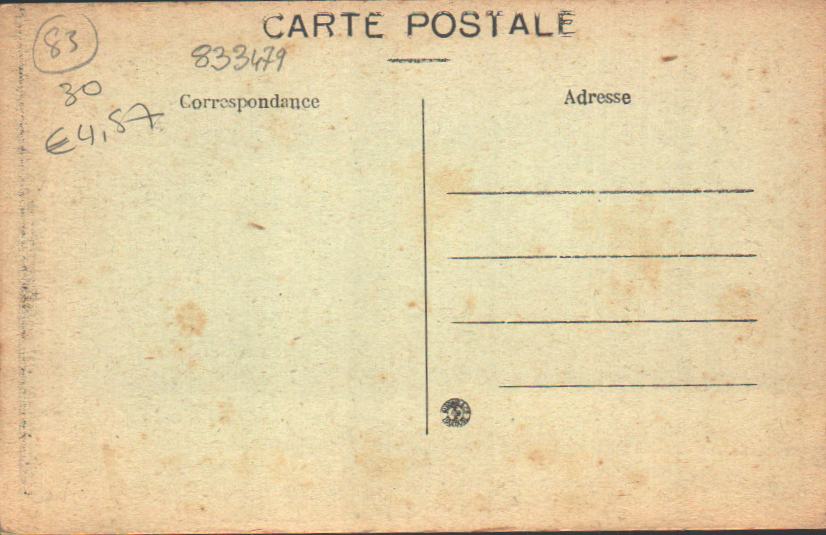 CARTE POSTALE
83
833479
30
€4,57
Correspondance
Adresse